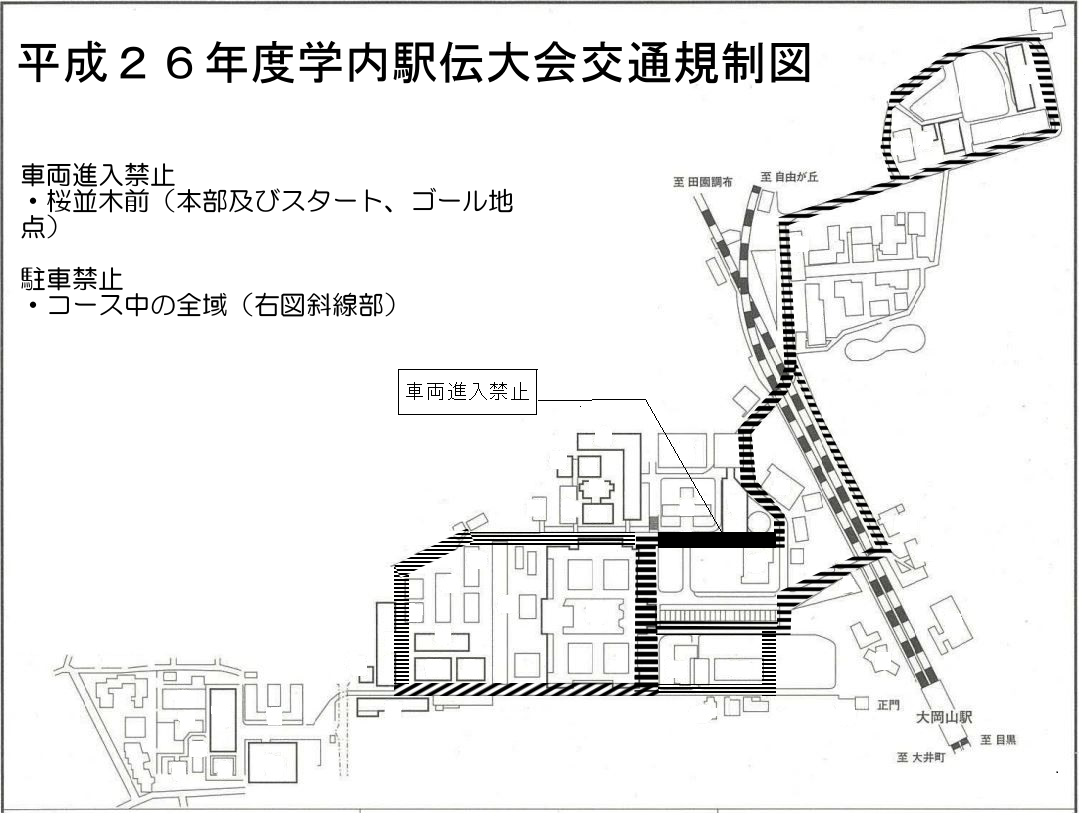 平成２６年度学内駅伝大会交通規制図
車両進入禁止
・桜並木前（本部及びスタート、ゴール地
点）
駐車禁止
・コース中の全域（右図斜線部）
至 田園調布
至 自由が丘
車両進入禁止
正門
大岡山駅
至 目黒
至 大井町